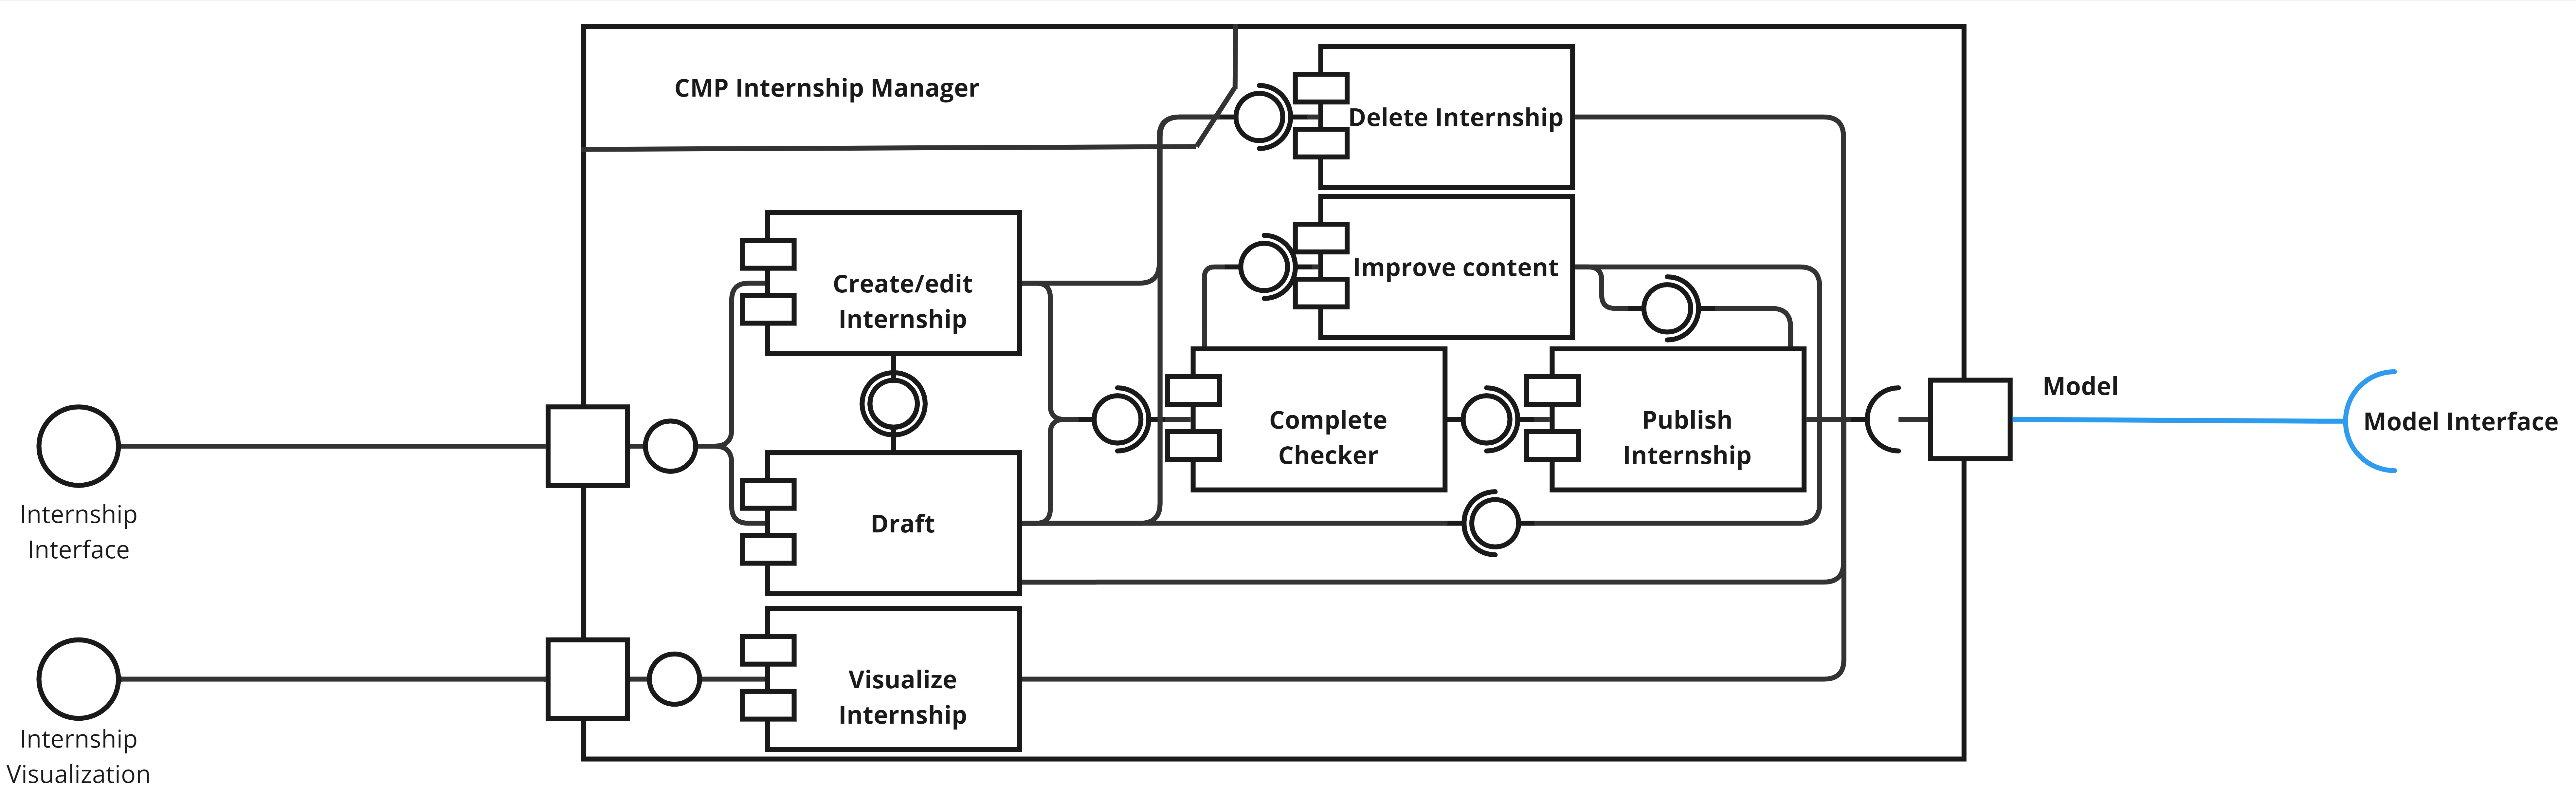 CMP Internship Manager
Delete Internship
Improve content
Create/edit
Internship
Complete
Checker
Publish
Internship
Draft
Visualize
Internship
Internship
Interface
Internship
Visualization
Model
Model Interface